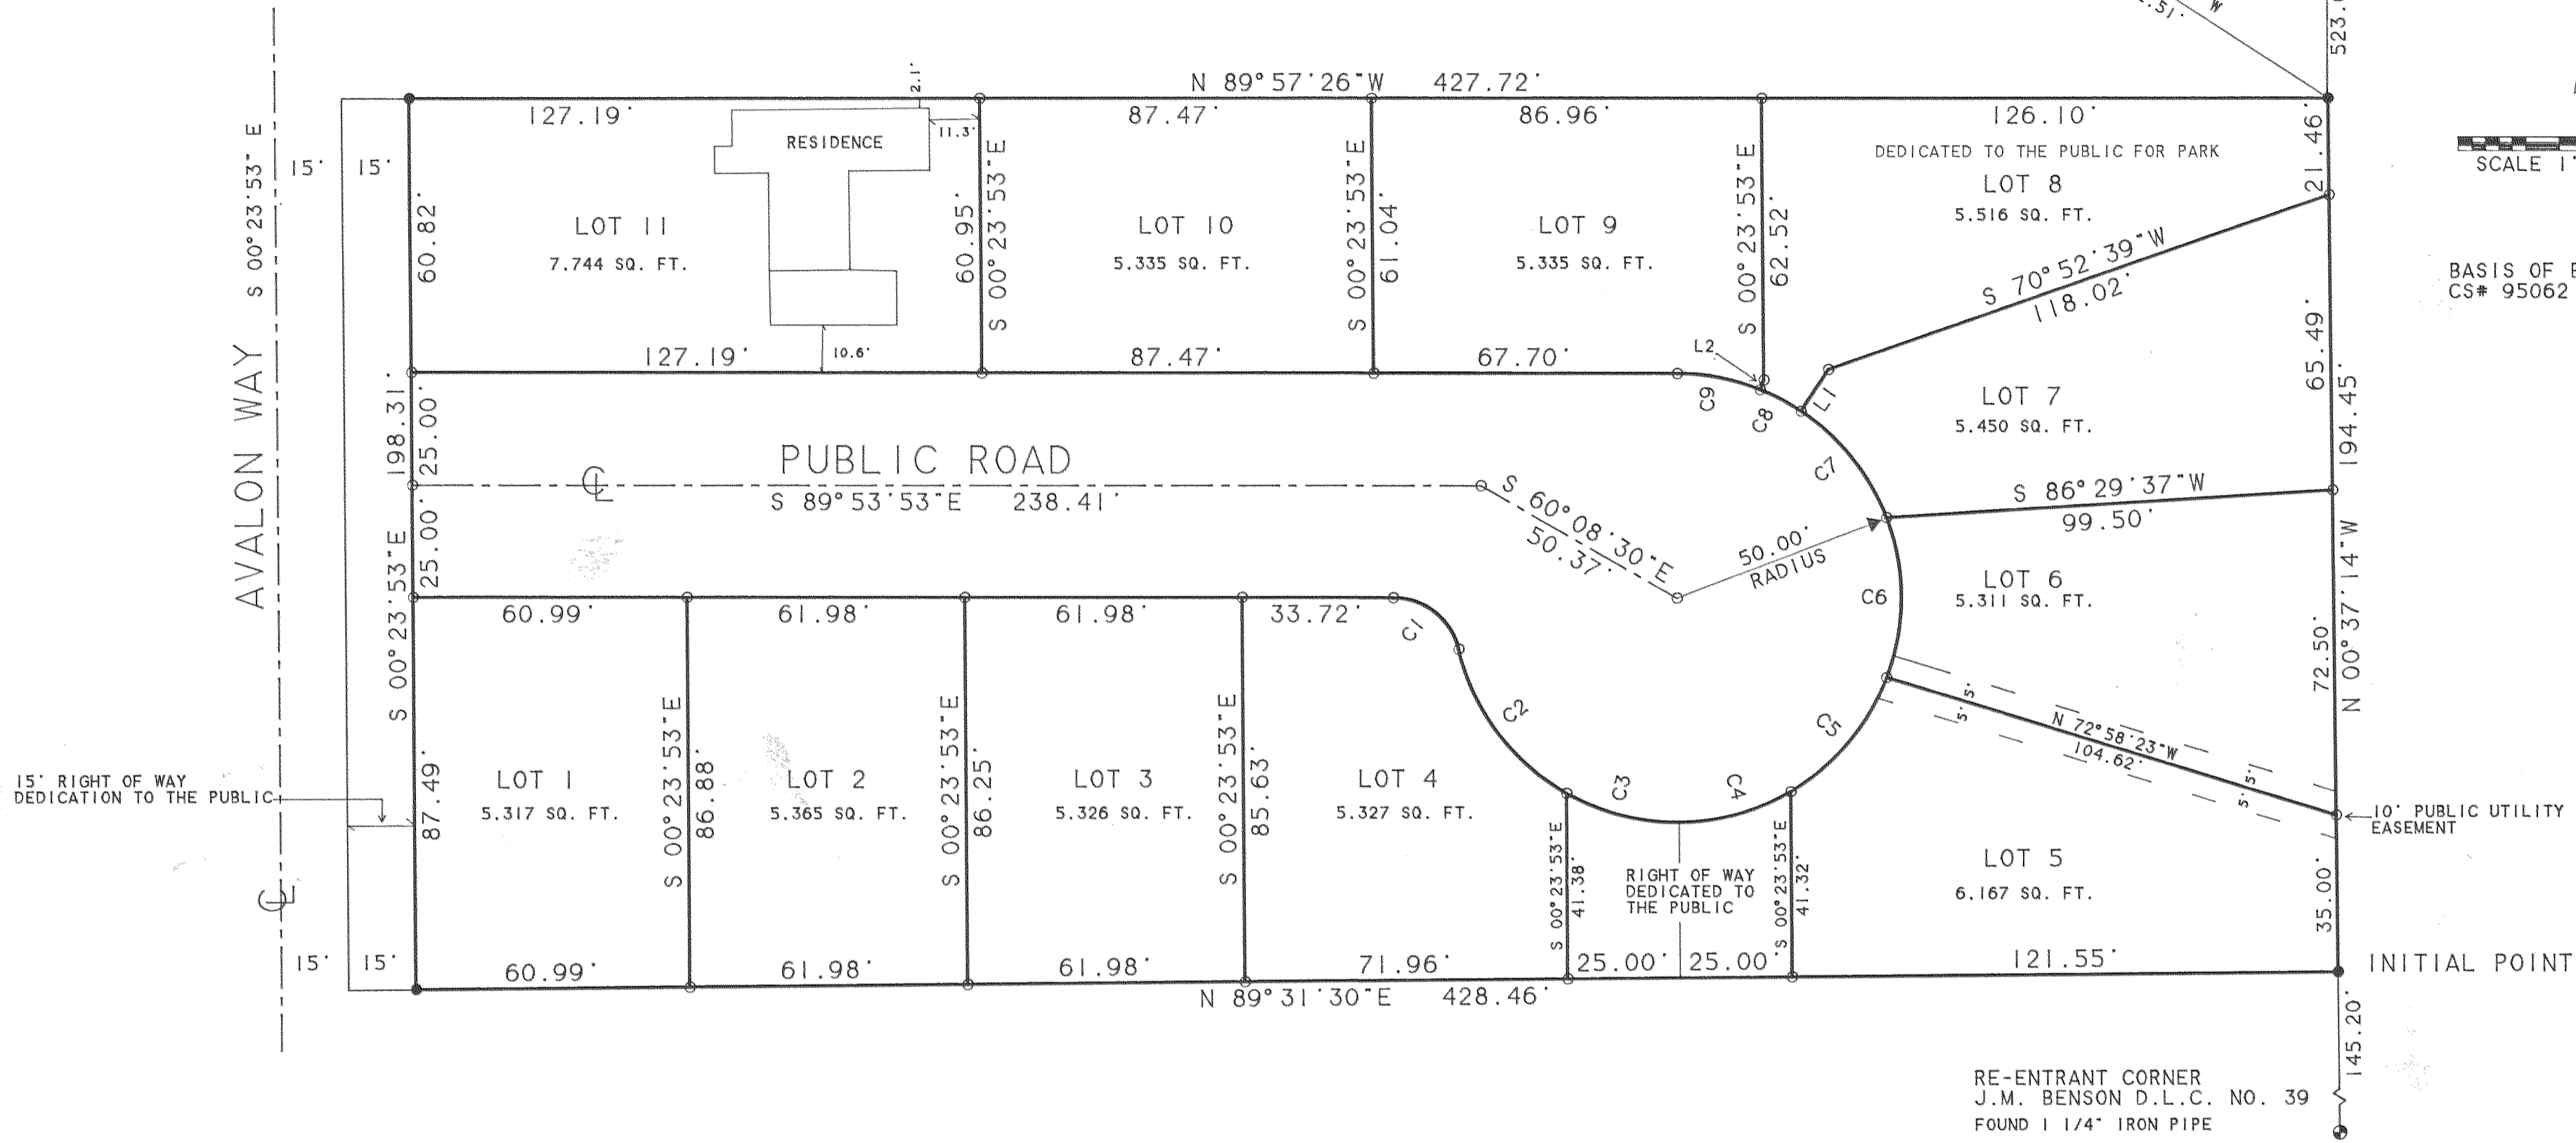 .51'
W
523.
N 89°57'26"W 427.72'
127.19'
2.1'
11.3'
RESIDENCE
87.47'
86.96'
126.10'
DEDICATED TO THE PUBLIC FOR PARK
LOT 8
5.516 SQ. FT.
21.46'
SCALE 1"
BASIS OF
CS# 95062
S 00°23'53" E
15'
15'
60.82'
LOT 11
7.744 SQ. FT.
60.95'
S 00°23'53"E
LOT 10
5.335 SQ. FT.
S 00°23'53"E
61.04'
LOT 9
5.335 SQ. FT.
S 00°23'53"E
62.52'
S 70°52'39"W
118.02'
65.49'
127.19'
10.6'
87.47'
67.70'
L2
C9
C8
L1
LOT 7
5.450 SQ. FT.
194.45'
N 00°37'14"W
AVALON WAY
198.31'
S 00°23'53"E
25.00'
25.00'
PUBLIC ROAD
CL
S 89°53'53"E 238.41'
S 60°08'30"E
50.37'
50.00'
RADIUS
C7
S 86°29'37"W
99.50'
C6
LOT 6
5.311 SQ. FT.
72.50'
60.99'
61.98'
61.98'
33.72'
C1
C2
C3
C4
C5
5'
5'
N 72°58'23"W
104.62'
5'
5'
15' RIGHT OF WAY
DEDICATION TO THE PUBLIC
87.49'
LOT 1
5.317 SQ. FT.
S 00°23'53"E
86.88'
LOT 2
5.365 SQ. FT.
S 00°23'53"E
86.25'
LOT 3
5.326 SQ. FT.
S 00°23'53"E
85.63'
LOT 4
5.327 SQ. FT.
S 00°23'53"E
41.38'
RIGHT OF WAY
DEDICATED TO
THE PUBLIC
S 00°23'53"E
41.32'
LOT 5
6.167 SQ. FT.
35.00'
10' PUBLIC UTILITY
EASEMENT
CL
15'
15'
60.99'
61.98'
61.98'
71.96'
25.00'
25.00'
121.55'
INITIAL POINT
N 89°31'30"E 428.46'
145.20'
RE-ENTRANT CORNER
J.M. BENSON D.L.C. NO. 39
FOUND 1 1/4" IRON PIPE